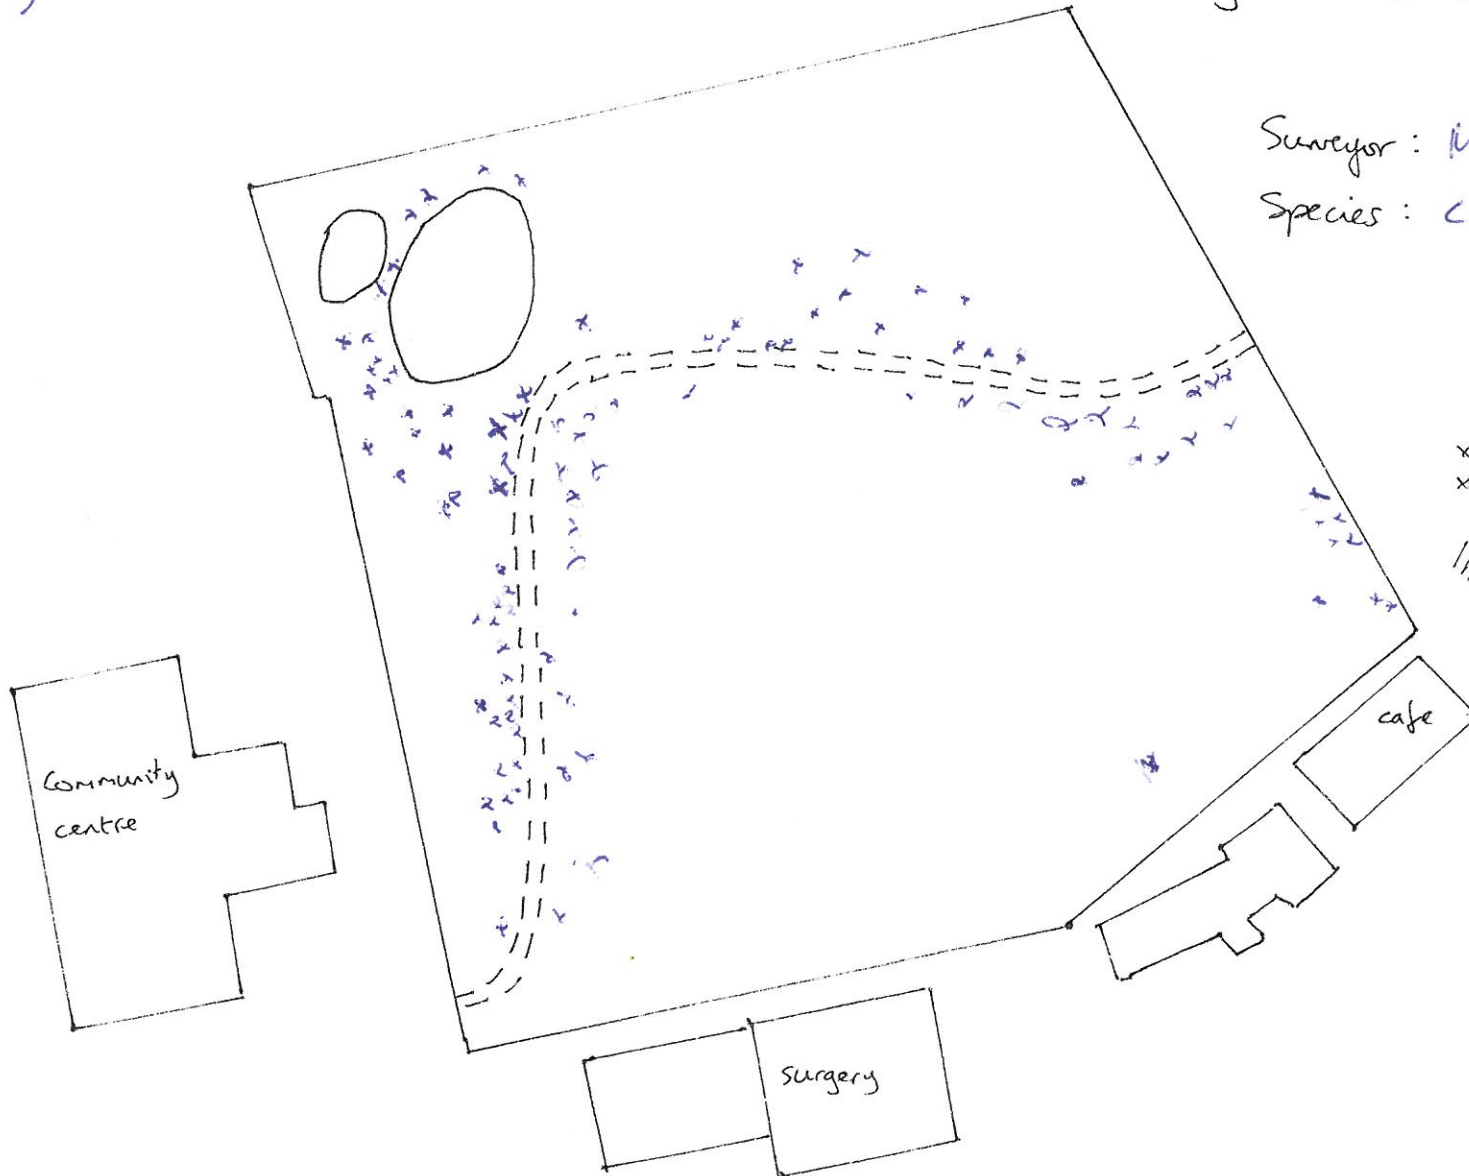 Surveyor :
Species :
x
x
cafe
Community
centre
surgery